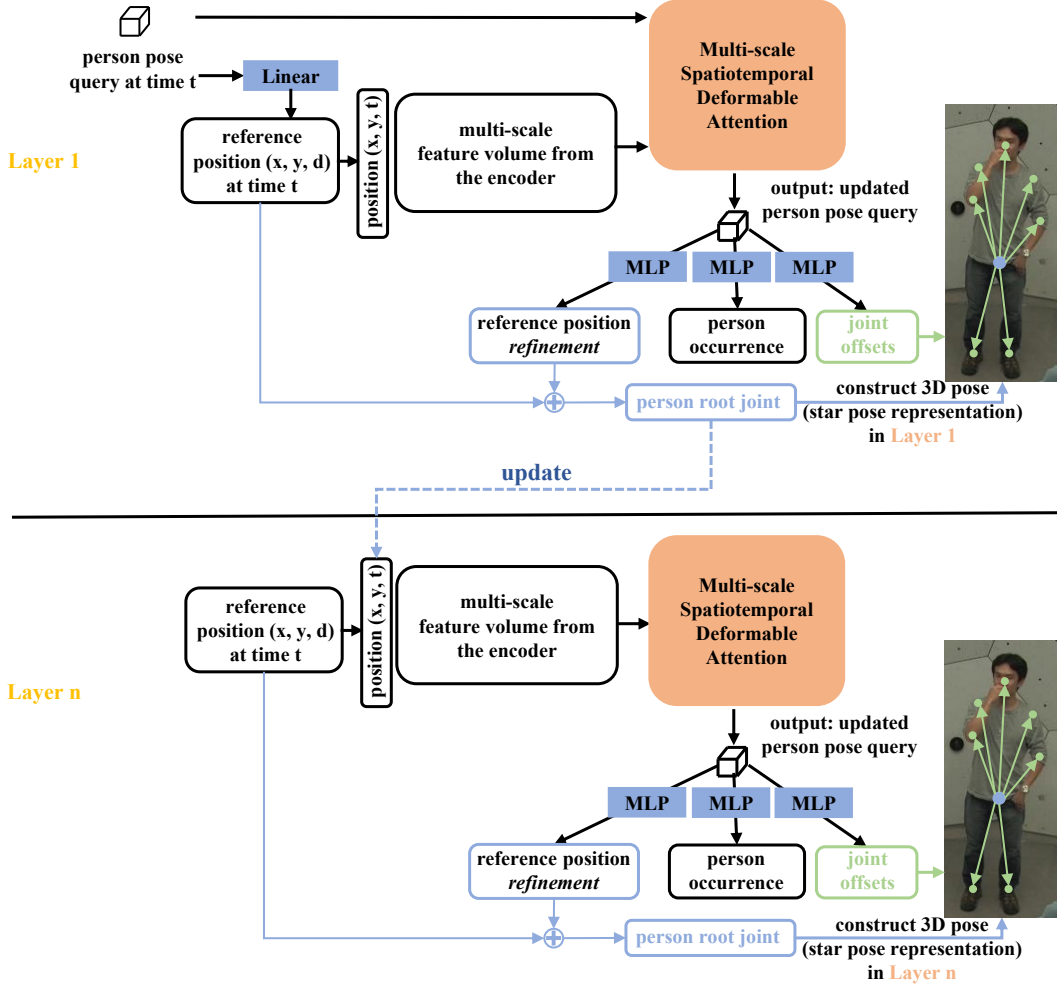 person pose
query at time t
Linear
Multi-scale
Spatiotemporal
Deformable
Attention
Layer 1
reference
position (x, y, d)
at time t
position (x, y, t)
multi-scale
feature volume from
the encoder
output: updated
person pose query
MLP
MLP
MLP
reference position
refinement
person
occurrence
joint
offsets
person root joint
construct 3D pose
(star pose representation)
in Layer 1
update
Layer n
reference
position (x, y, d)
at time t
position (x, y, t)
multi-scale
feature volume from
the encoder
Multi-scale
Spatiotemporal
Deformable
Attention
output: updated
person pose query
MLP
MLP
MLP
reference position
refinement
person
occurrence
joint
offsets
person root joint
construct 3D pose
(star pose representation)
in Layer n